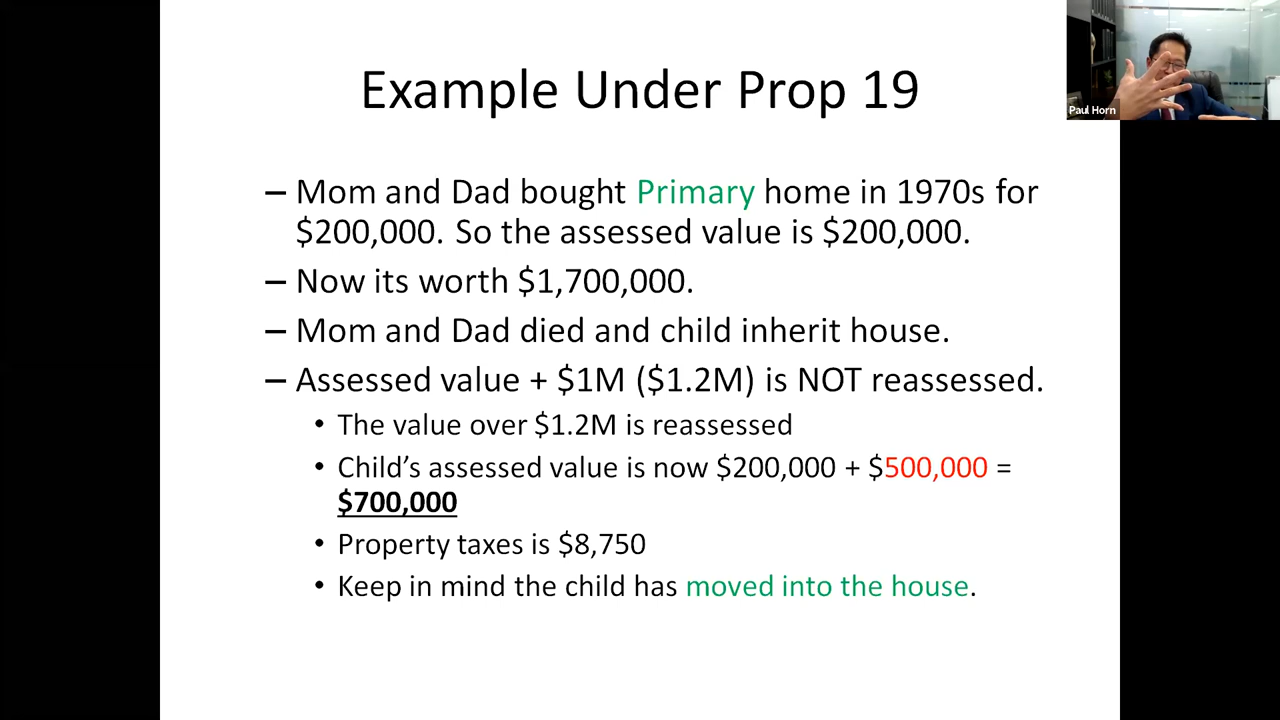 Example Under Prop 19
Paul Horn
– Mom and Dad bought Primary home in 1970s for
$200,000. So the assessed value is $200,000.
– Now its worth $1,700,000.
– Mom and Dad died and child inherit house.
– Assessed value + $1M ($1.2M) is NOT reassessed.
• The value over $1.2M is reassessed
• Child’s assessed value is now $200,000 + $500,000 =
$700,000
• Property taxes is $8,750
• Keep in mind the child has moved into the house.